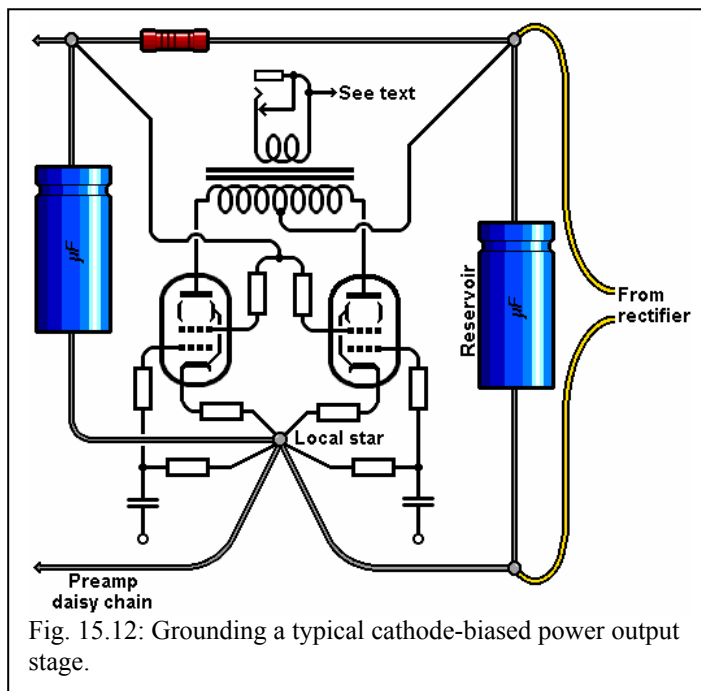 See text
µF
µF
Reservoir
From
rectifier
Local star
Preamp
daisy chain
Fig. 15.12: Grounding a typical cathode-biased power output
stage.